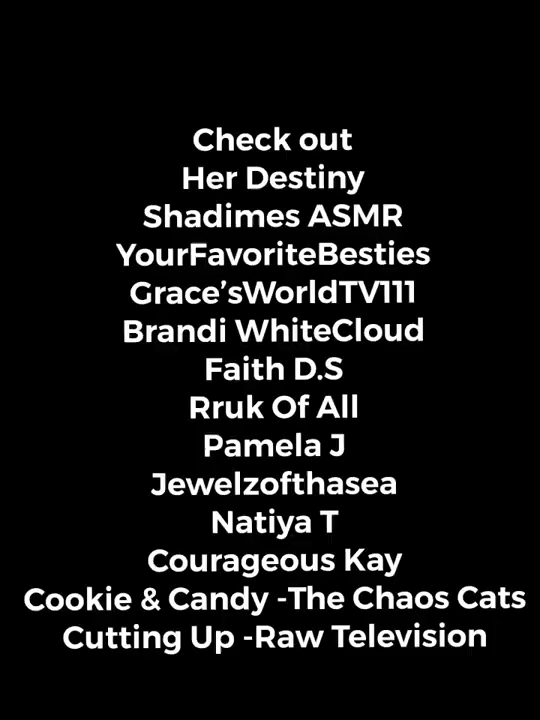 Check out
Her Destiny
Shadimes ASMR
YourFavoriteBesties
Grace’sWorldTV111
Brandi WhiteCloud
Faith D.S
Rruk Of All
Pamela J
Jewelzofthasea
Natiya T
Courageous Kay
Cookie & Candy -The Chaos Cats
Cutting Up -Raw Television